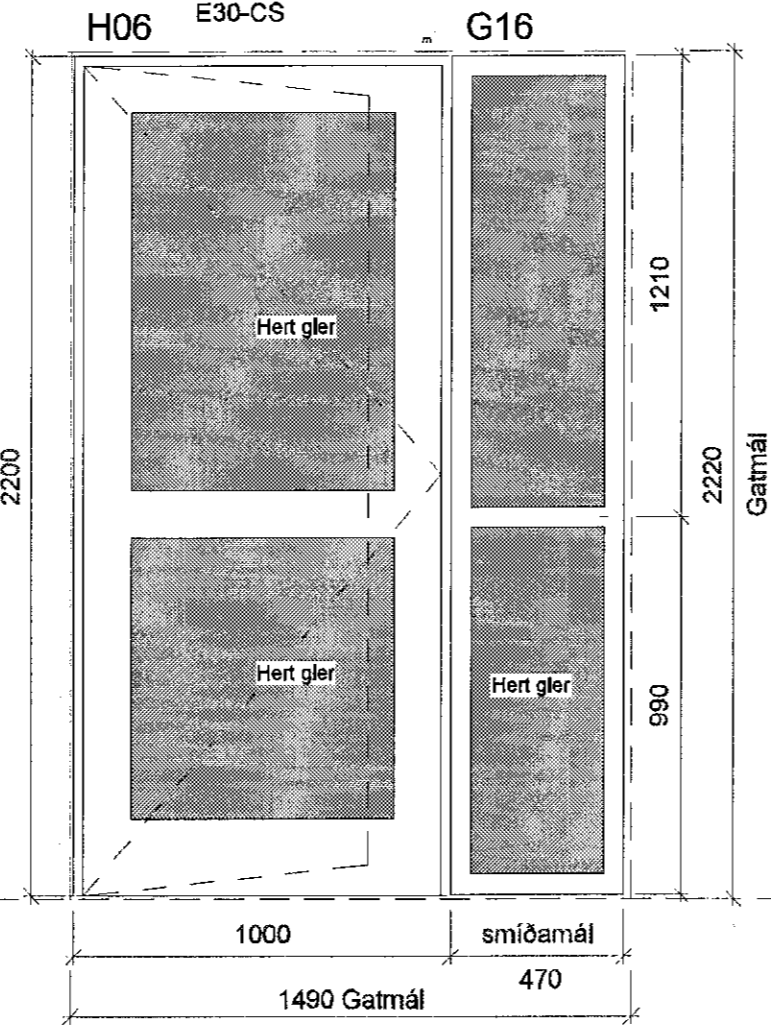 E30-CS
H06
G16
Hert gler
1210
2200
2220
Gatmál
Hert gler
Hert gler
990
1000
smíðamál
470
1490 Gatmál